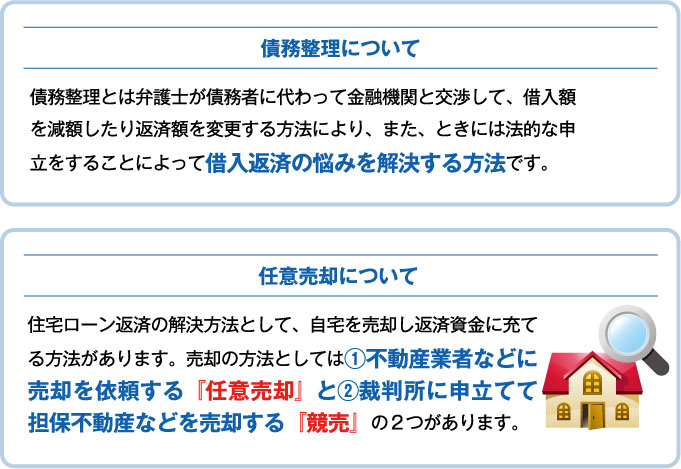 債務整理について
債務整理とは弁護士が債務者に代わって金融機関と交渉して、借入額
を減額したり返済額を変更する方法により、また、ときには法的な申
立をすることによって借入返済の悩みを解決する方法です。
任意売却について
住宅ローン返済の解決方法として、自宅を売却し返済資金に充て
る方法があります。売却の方法としては①不動産業者などに
売却を依頼する『任意売却』と②裁判所に申立てて
担保不動産などを売却する『競売』の２つがあります。